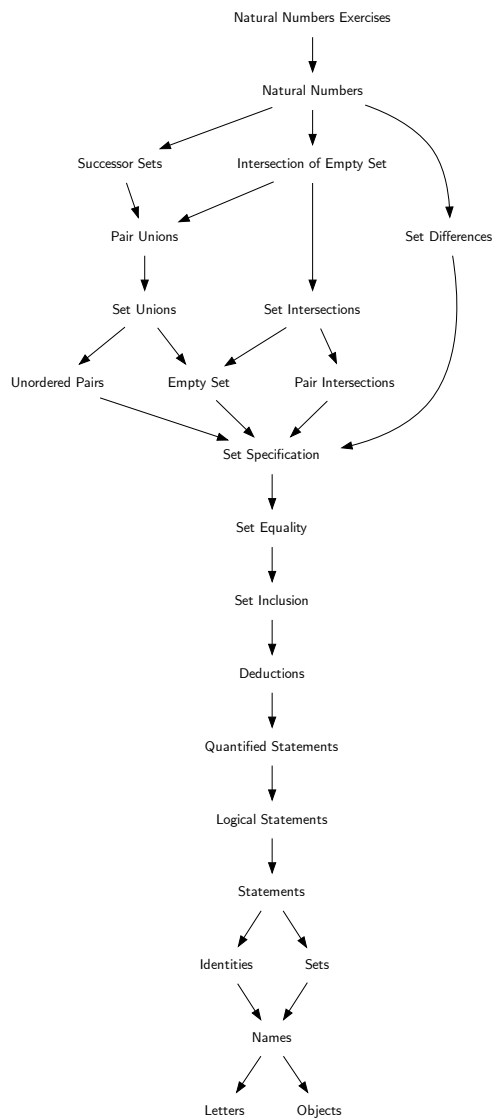 Natural Numbers Exercises
Natural Numbers
Successor Sets
Intersection of Empty Set
Pair Unions
Set Differences
Set Unions
Set Intersections
Unordered Pairs
Empty Set
Pair Intersections
Set Specification
Set Equality
Set Inclusion
Deductions
Quantified Statements
Logical Statements
Statements
Identities
Sets
Names
Letters
Objects